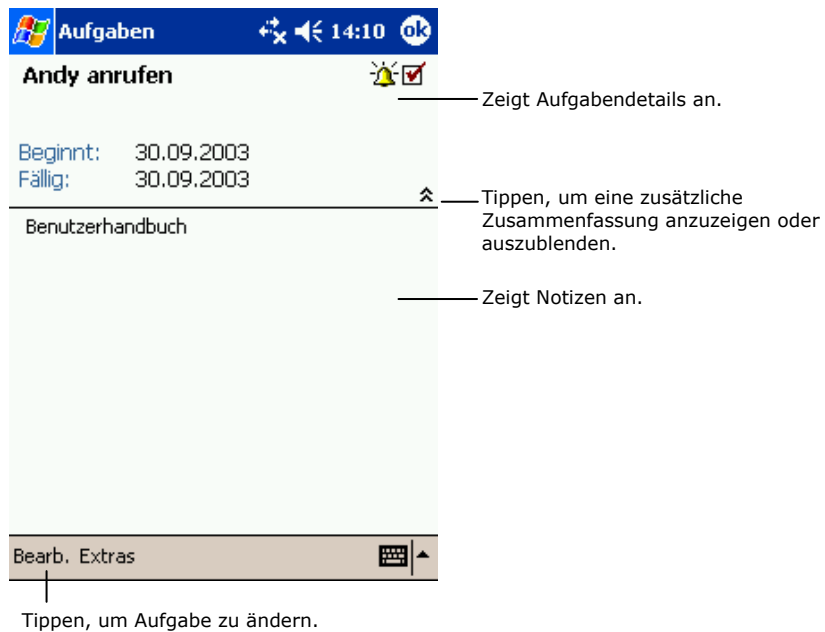 Aufgaben 14:10 ok
Andy anrufen
Zeigt Aufgabendetails an.
Beginnt: 30.09.2003
Fällig: 30.09.2003
Tippen, um eine zusätzliche
Zusammenfassung anzuzeigen oder
auszublenden.
Benutzerhandbuch
Zeigt Notizen an.
Bearb. Extras
Tippen, um Aufgabe zu ändern.